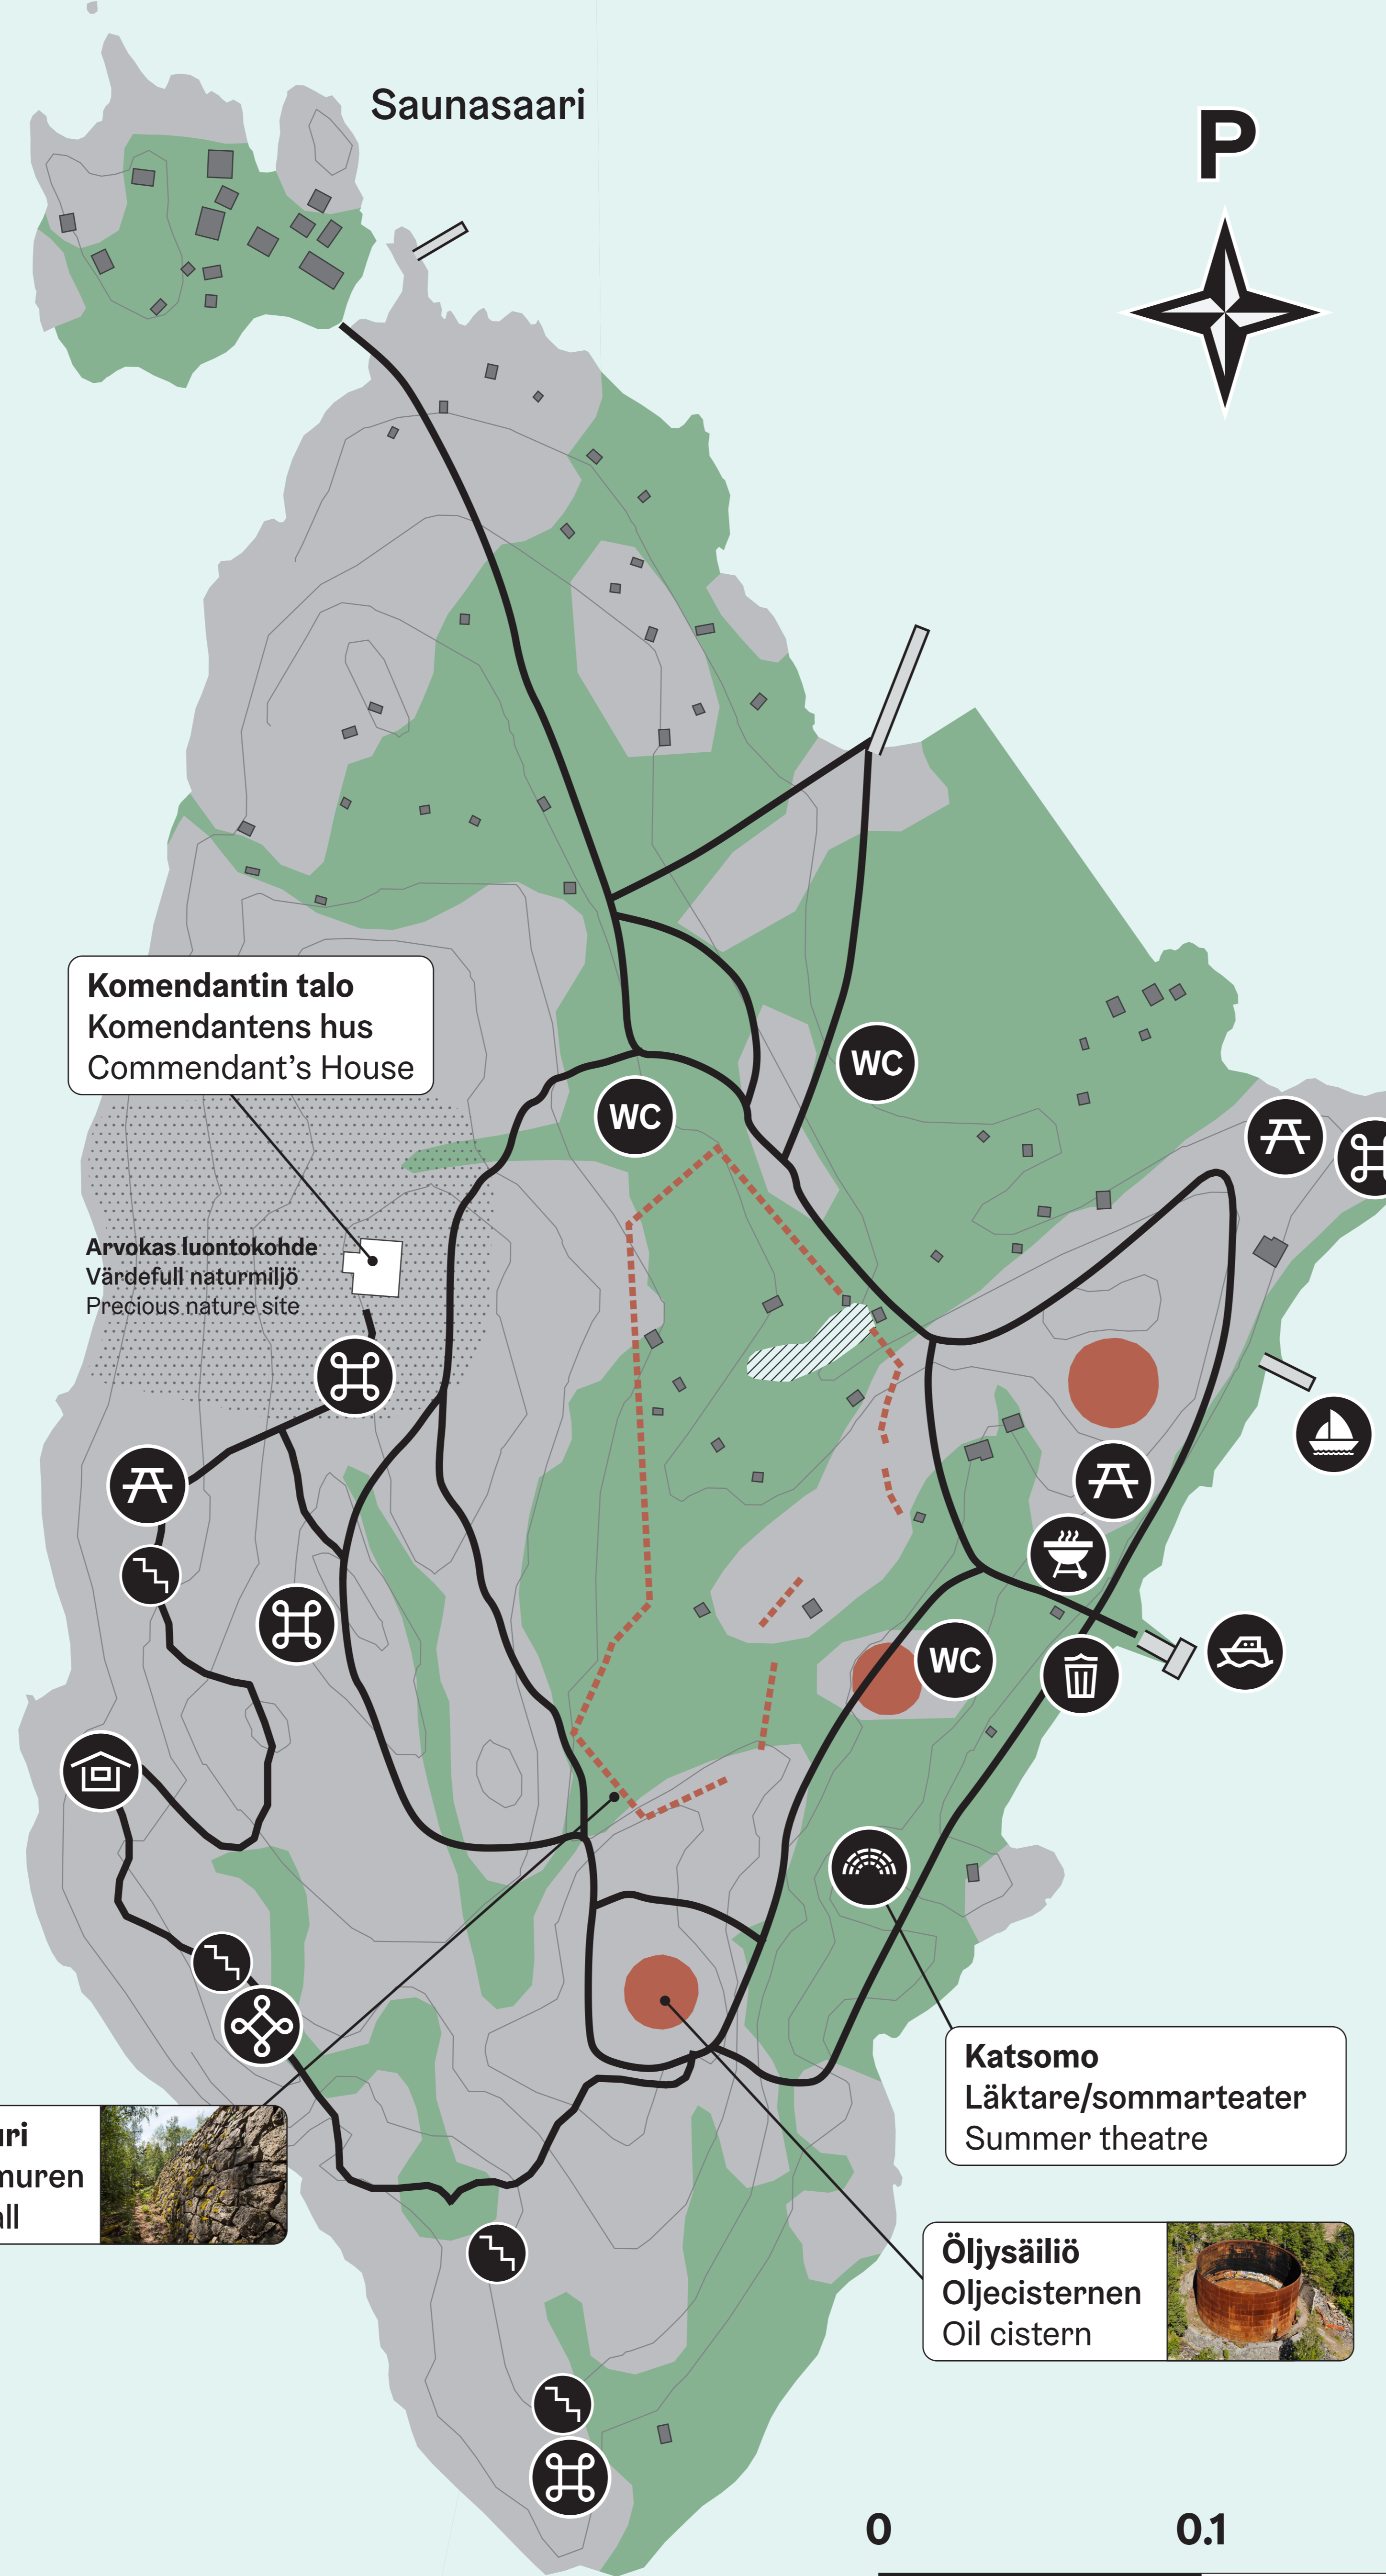 Saunasaari
P
Komendantin talo
Komendantens hus
Commendant's House
WC
WC
Arvokas luontokohde
Värdefull naturmiljö
Precious nature site
WC
Katsomo
Läktare/sommarteater
Summer theatre
uri
muren
all
Öljysäiliö
Oljecisternen
Oil cistern
0 0.1